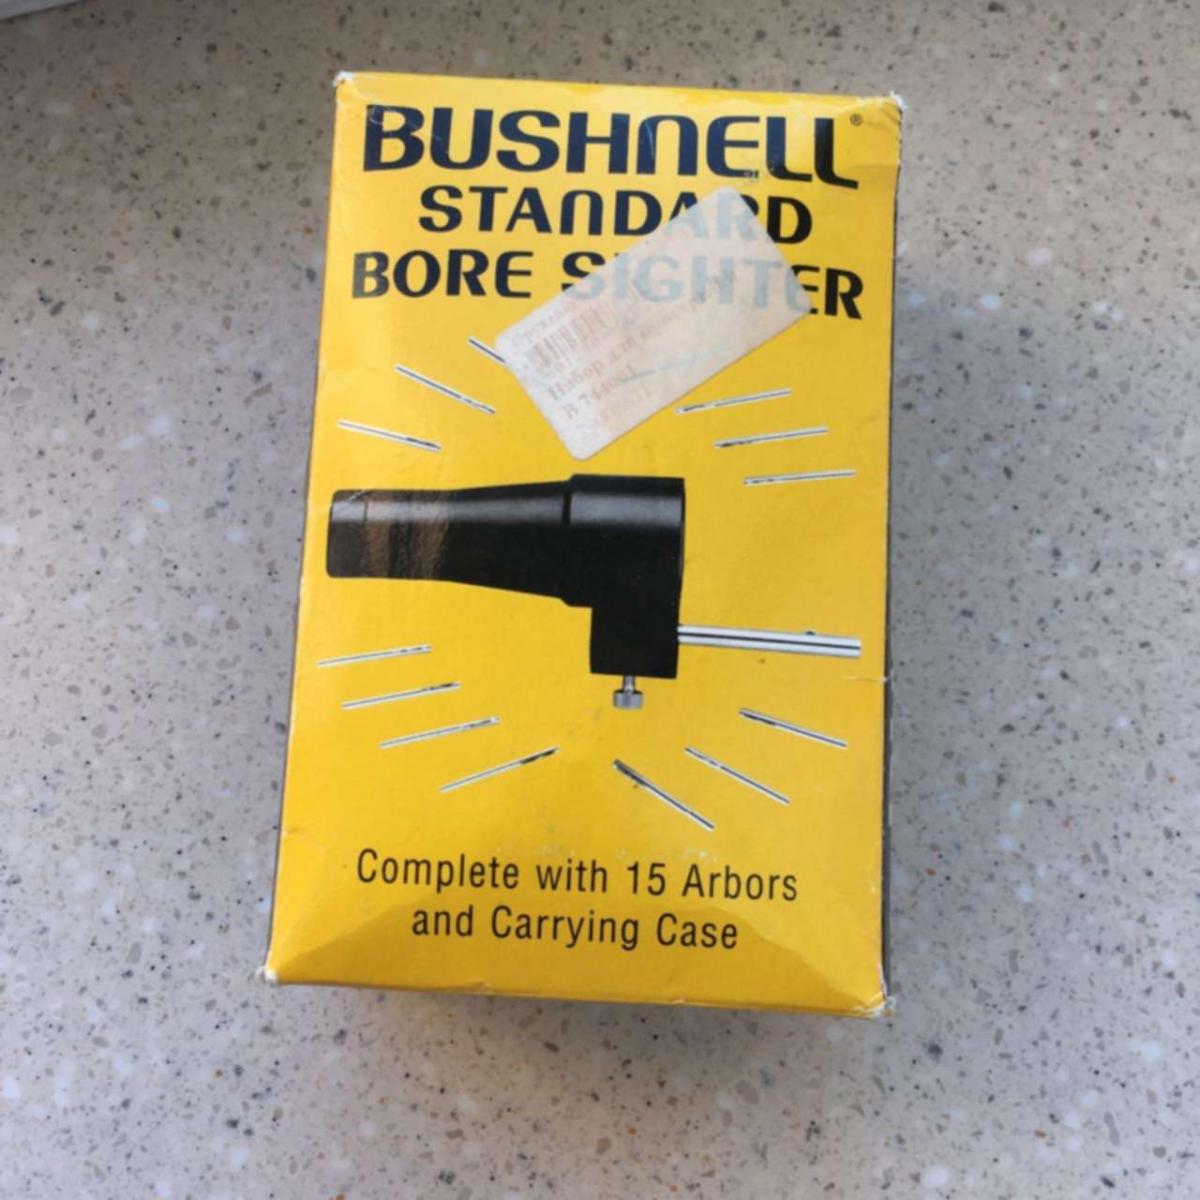 BUSHNELL®
STANDARD
BORE SIGHTER
Набор для
Complete with 15 Arbors
and Carrying Case